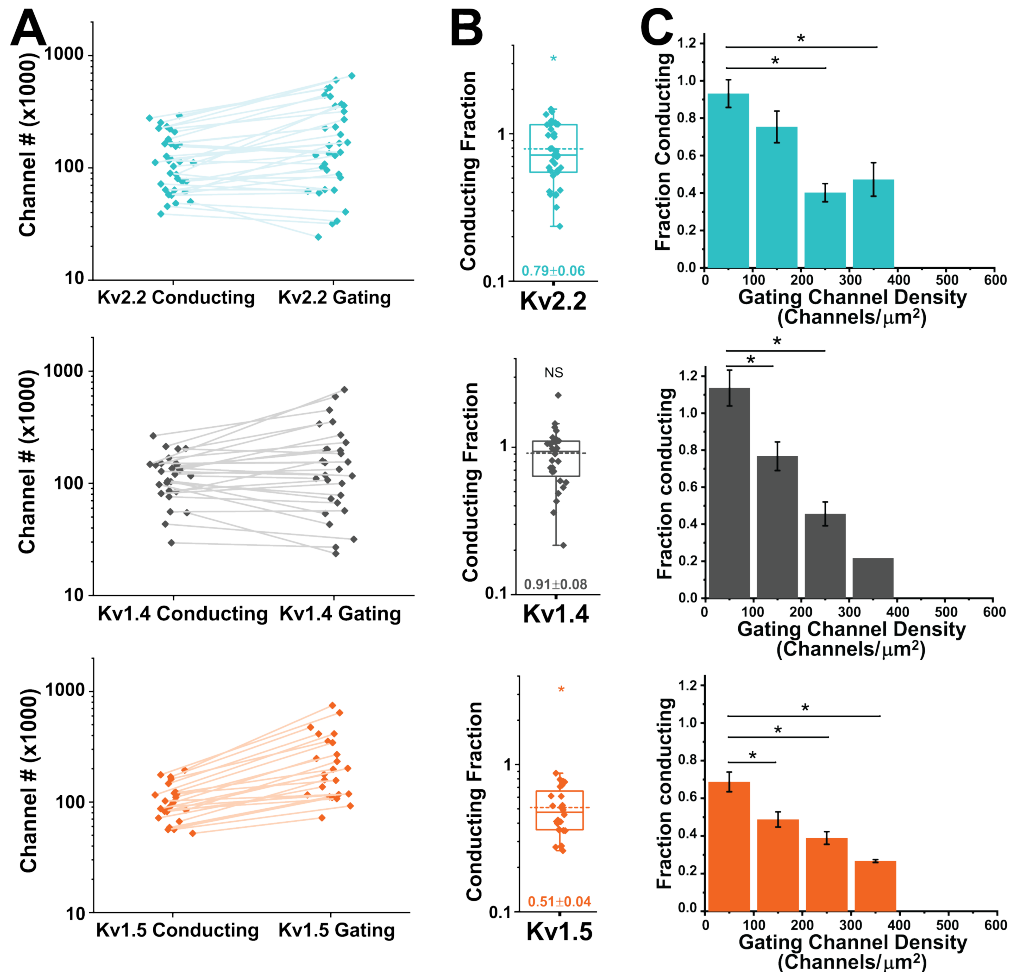 A
Channel # (x1000)
1000
100
10
Kv2.2 Conducting
Kv2.2 Gating
B
Conducting Fraction
*
1
0.1
0.79±0.06
Kv2.2
C
Fraction Conducting
1.2
1.0
0.8
0.6
0.4
0.2
0.0
*
*
0 100 200 300 400 500 600
Gating Channel Density
(Channels/μm²)
Channel # (x1000)
1000
100
10
Kv1.4 Conducting
Kv1.4 Gating
Conducting Fraction
NS
1
0.1
0.91±0.08
Kv1.4
Fraction conducting
1.2
1.0
0.8
0.6
0.4
0.2
0.0
*
*
0 100 200 300 400 500 600
Gating Channel Density
(Channels/μm²)
Channel # (x1000)
1000
100
10
Kv1.5 Conducting
Kv1.5 Gating
Conducting Fraction
*
1
0.1
0.51±0.04
Kv1.5
Fraction conducting
1.2
1.0
0.8
0.6
0.4
0.2
0.0
*
*
*
0 100 200 300 400 500 600
Gating Channel Density
(Channels/μm²)